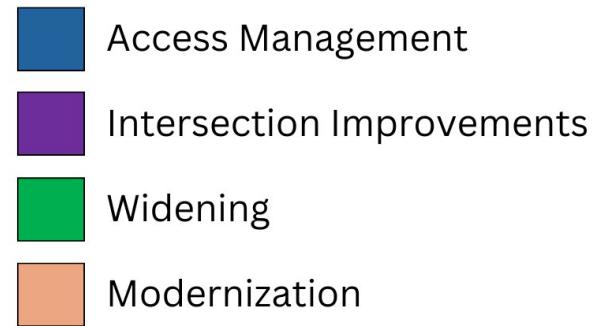 Access Management
Intersection Improvements
Widening
Modernization